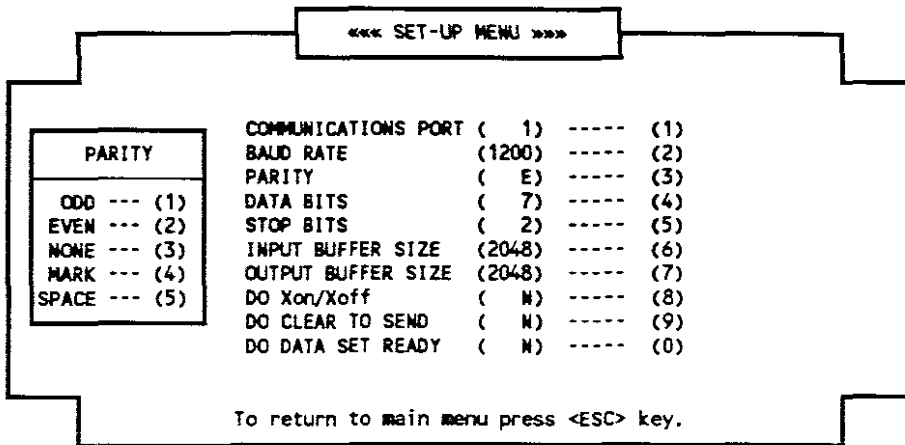 ««« SET-UP MENU »»»
PARITY
ODD --- (1)
EVEN --- (2)
NONE --- (3)
MARK --- (4)
SPACE --- (5)
COMMUNICATIONS PORT (   1) ----- (1)
BAUD RATE (1200) ----- (2)
PARITY (   E) ----- (3)
DATA BITS (   7) ----- (4)
STOP BITS (   2) ----- (5)
INPUT BUFFER SIZE (2048) ----- (6)
OUTPUT BUFFER SIZE (2048) ----- (7)
DO Xon/Xoff (   N) ----- (8)
DO CLEAR TO SEND (   N) ----- (9)
DO DATA SET READY (   N) ----- (0)
To return to main menu press <ESC> key.